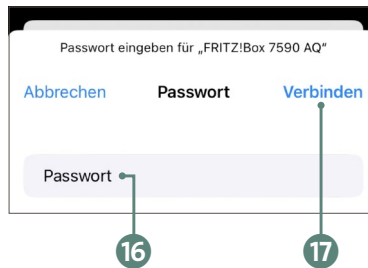 Passwort eingeben für „FRITZ!Box 7590 AQ“
Abbrechen Passwort Verbinden
Passwort
16 17